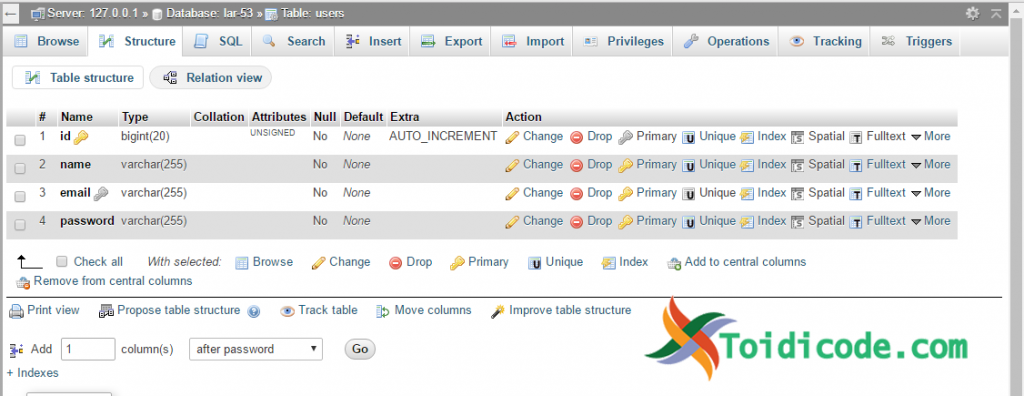 Server: 127.0.0.1 » Database: lar-53 » Table: users
Browse Structure SQL Search Insert Export Import Privileges Operations Tracking Triggers
Table structure Relation view
# Name Type Collation Attributes Null Default Extra Action
1 id bigint(20) UNSIGNED No None AUTO_INCREMENT Change Drop Primary Unique Index Spatial Fulltext More
2 name varchar(255) No None Change Drop Primary Unique Index Spatial Fulltext More
3 email varchar(255) No None Change Drop Primary Unique Index Spatial Fulltext More
4 password varchar(255) No None Change Drop Primary Unique Index Spatial Fulltext More
Check all With selected: Browse Change Drop Primary Unique Index Add to central columns
Remove from central columns
Print view Propose table structure Track table Move columns Improve table structure
Toidicode.com
Add 1 column(s) after password Go
+ Indexes